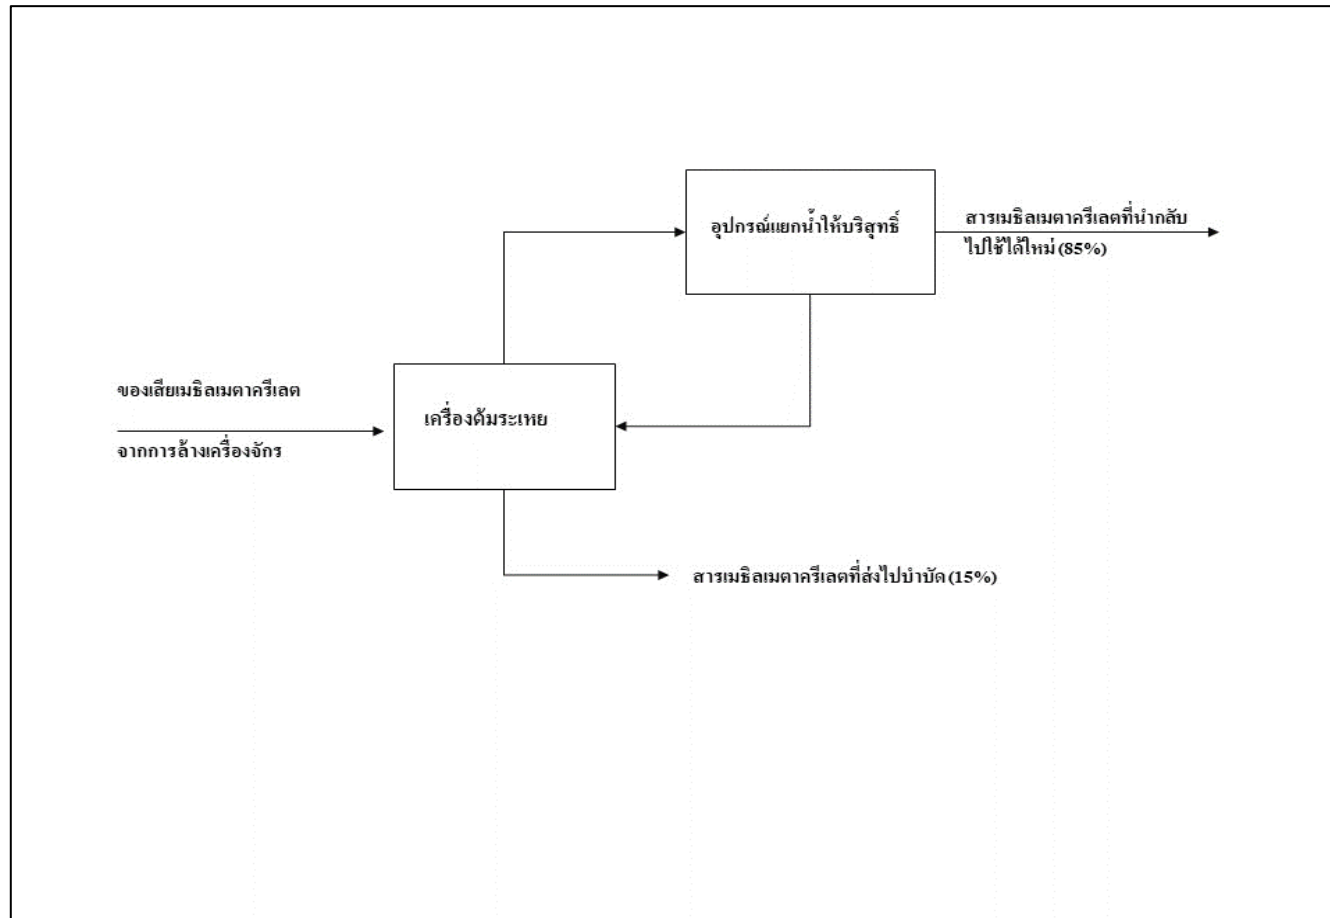 อุปกรณ์แยกน้ำให้บริสุทธิ์
สารเมธิลเมตาครีเลตที่นำกลับ
ไปใช้ได้ใหม่ (85%)
ของเสียเมธิลเมตาครีเลต
จากการล้างเครื่องจักร
เครื่องต้มระเหย
สารเมธิลเมตาครีเลตที่ส่งไปบำบัด (15%)